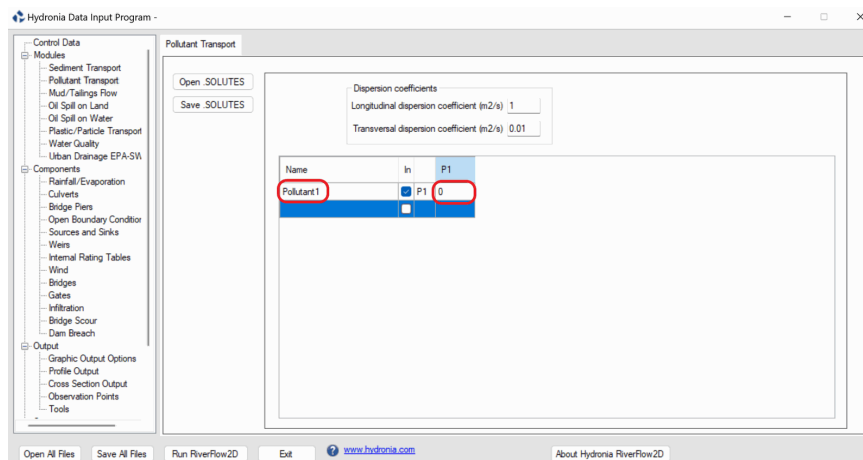 Hydronia Data Input Program -
Control Data
Modules
Sediment Transport
Pollutant Transport
Mud/Tailings Flow
Oil Spill on Land
Oil Spill on Water
Plastic/Particle Transport
Water Quality
Urban Drainage EPA-SW
Components
Rainfall/Evaporation
Culverts
Bridge Piers
Open Boundary Condition
Sources and Sinks
Weirs
Internal Rating Tables
Wind
Bridges
Gates
Infiltration
Bridge Scour
Dam Breach
Output
Graphic Output Options
Profile Output
Cross Section Output
Observation Points
Tools
Pollutant Transport
Open .SOLUTES
Save .SOLUTES
Dispersion coefficients
Longitudinal dispersion coefficient (m2/s) 1
Transversal dispersion coefficient (m2/s) 0.01
Name In P1
Pollutant1 P1 0
Open All Files Save All Files Run RiverFlow2D Exit www.hydronia.com About Hydronia RiverFlow2D